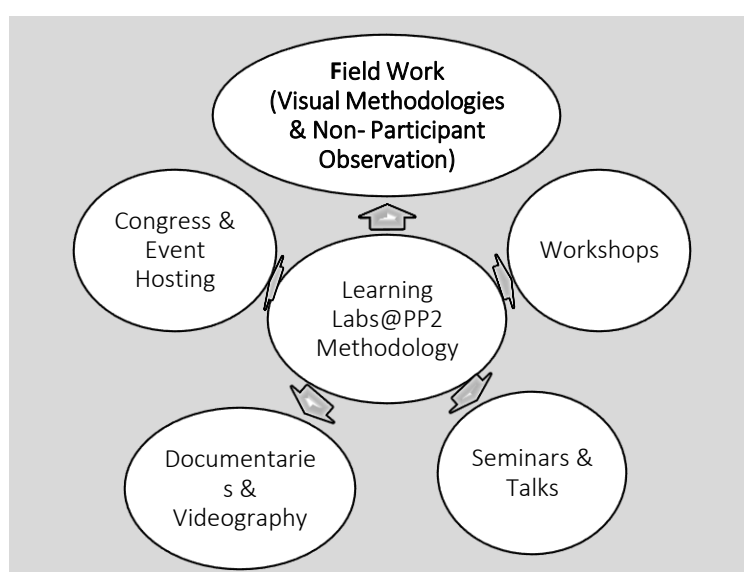 Field Work
(Visual Methodologies
& Non- Participant
Observation)
Congress &
Event
Hosting
Workshops
Learning
Labs@PP2
Methodology
Documentarie
s &
Videography
Seminars &
Talks